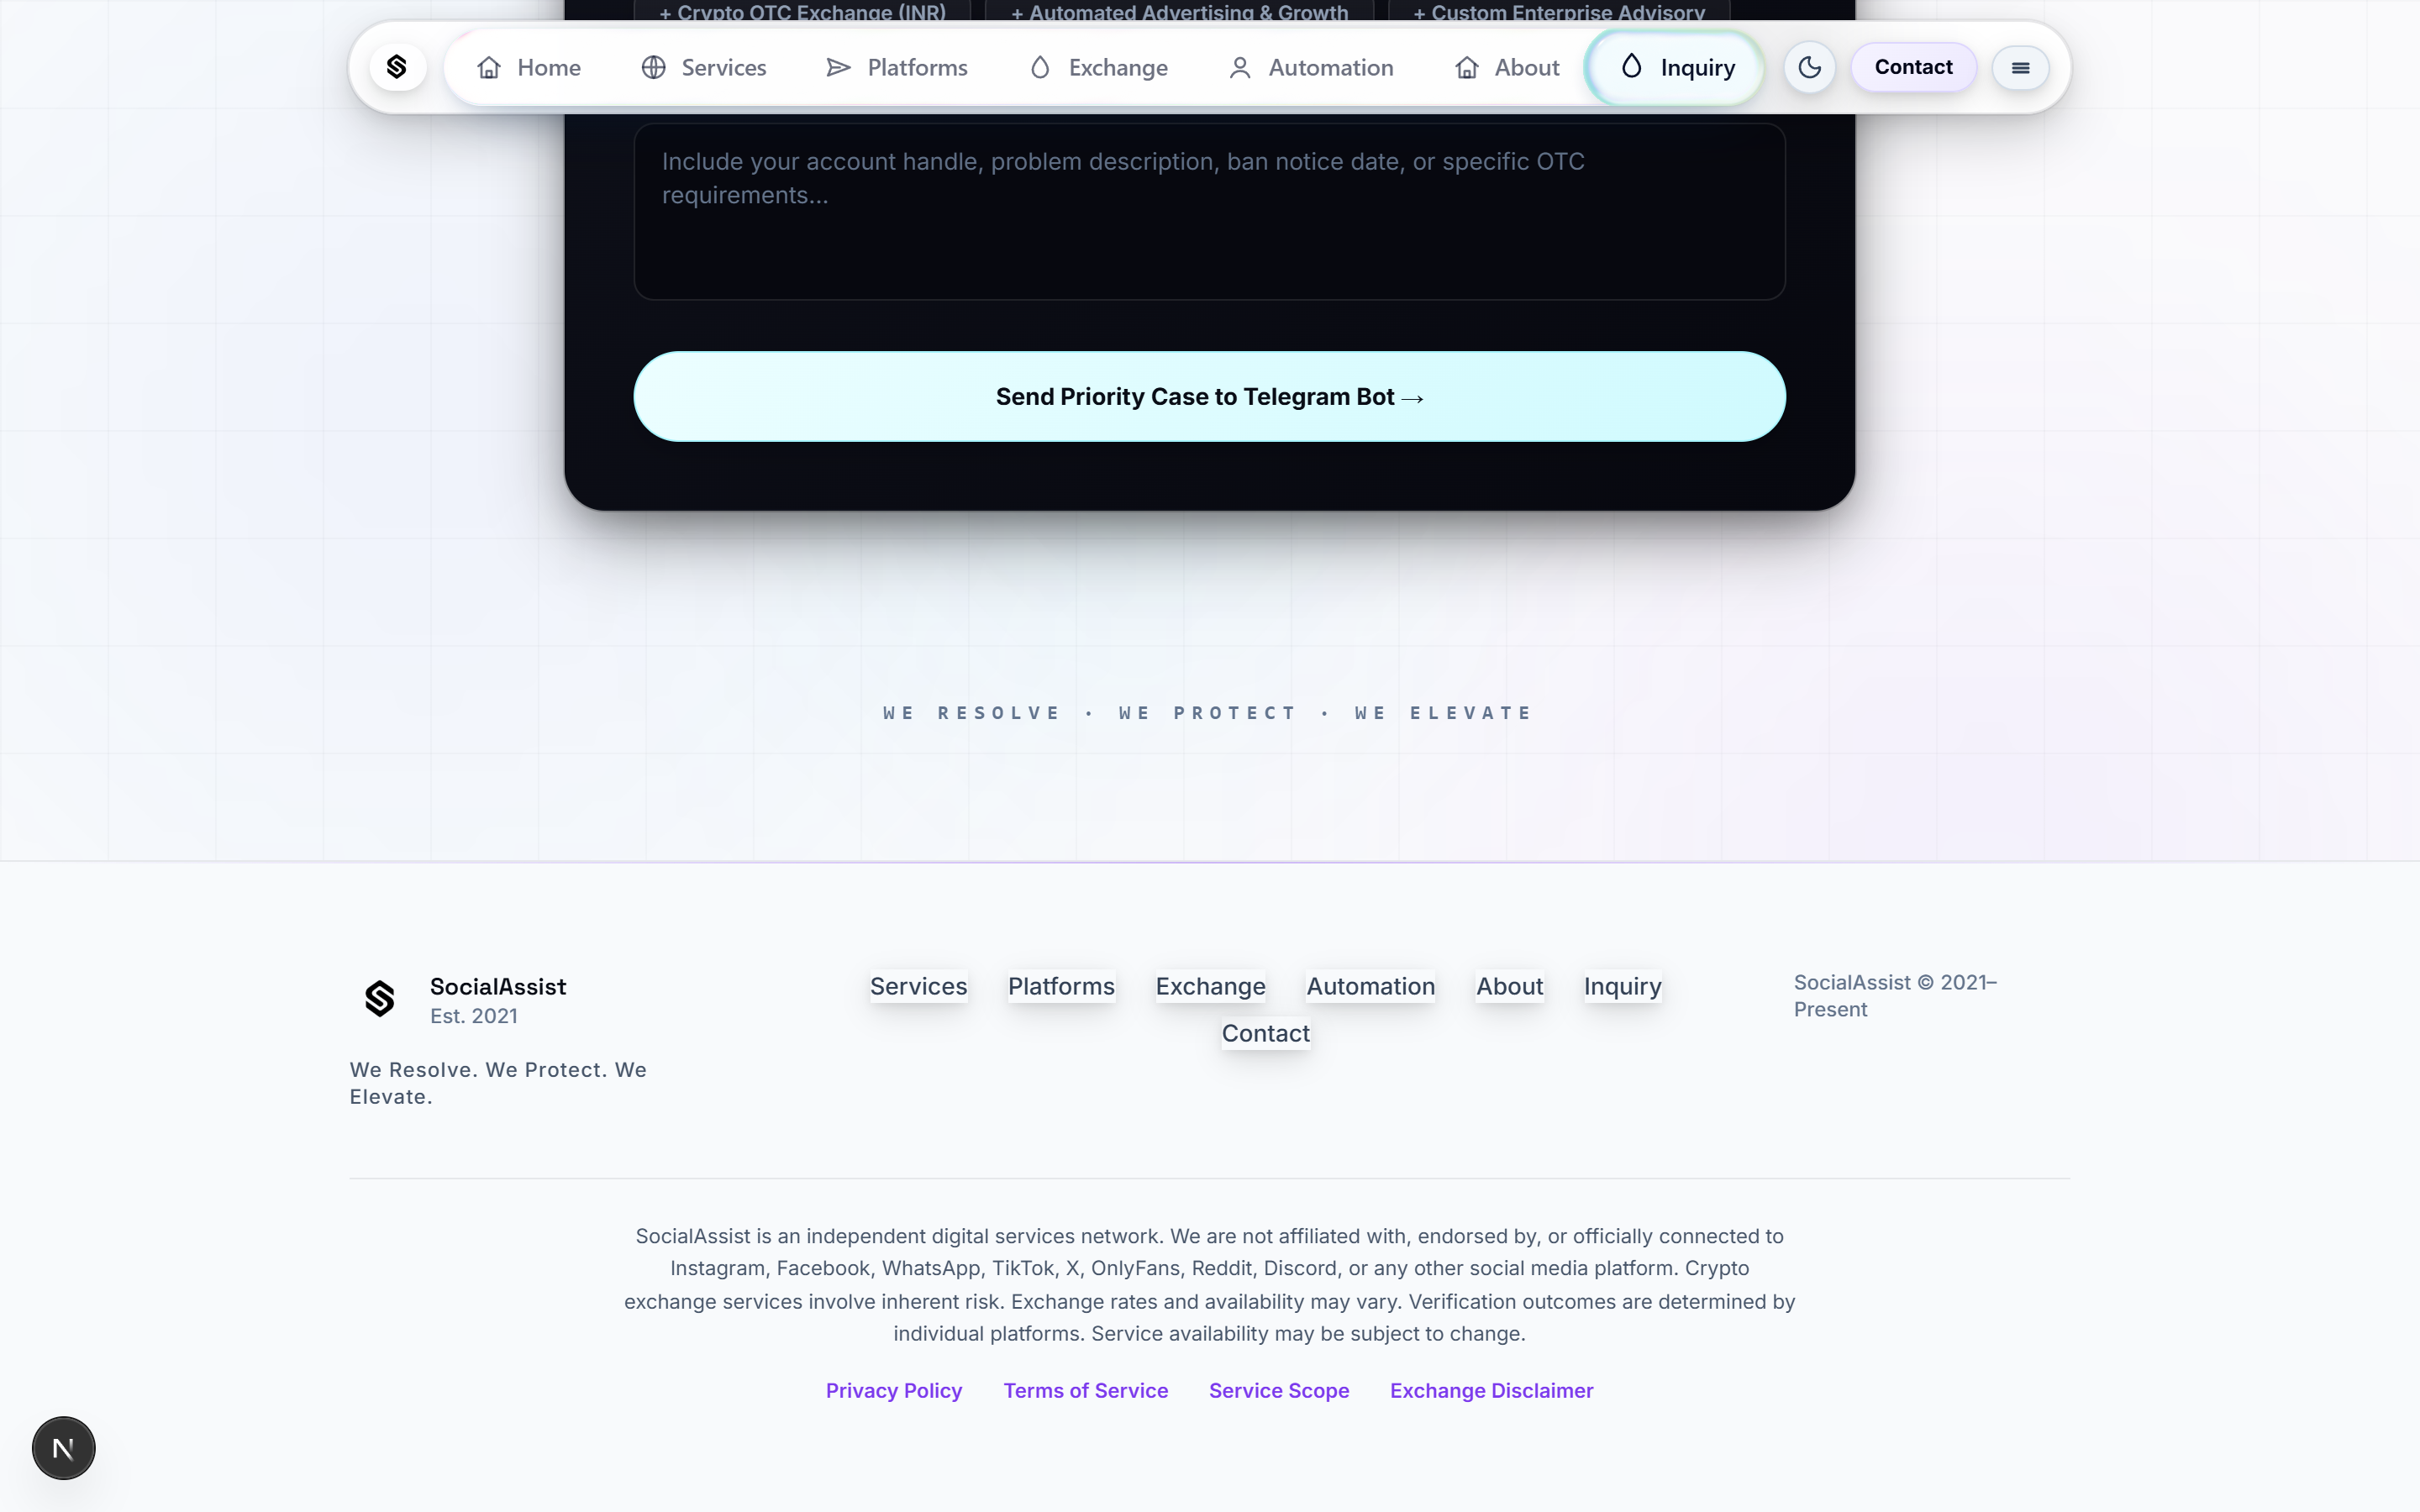 + Crypto OTC Exchange (INR) + Automated Advertising & Growth + Custom Enterprise Advisory
Home Services Platforms Exchange Automation About Inquiry Contact
Include your account handle, problem description, ban notice date, or specific OTC
requirements...
Send Priority Case to Telegram Bot →
WE RESOLVE · WE PROTECT · WE ELEVATE
SocialAssist
Est. 2021
We Resolve. We Protect. We
Elevate.
Services Platforms Exchange Automation About Inquiry
Contact
SocialAssist © 2021–
Present
SocialAssist is an independent digital services network. We are not affiliated with, endorsed by, or officially connected to
Instagram, Facebook, WhatsApp, TikTok, X, OnlyFans, Reddit, Discord, or any other social media platform. Crypto
exchange services involve inherent risk. Exchange rates and availability may vary. Verification outcomes are determined by
individual platforms. Service availability may be subject to change.
Privacy Policy Terms of Service Service Scope Exchange Disclaimer
N